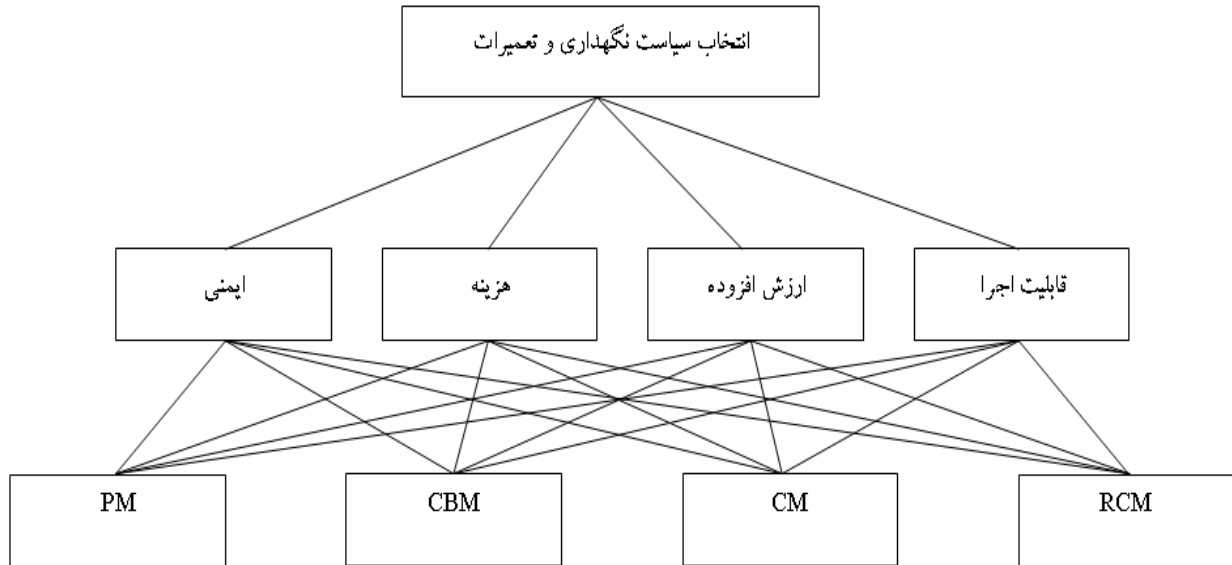 انتخاب سیاست نگهداری و تعمیرات
قابلیت اجرا
ارزش افزوده
هزینه
ایمنی
PM
CBM
CM
RCM